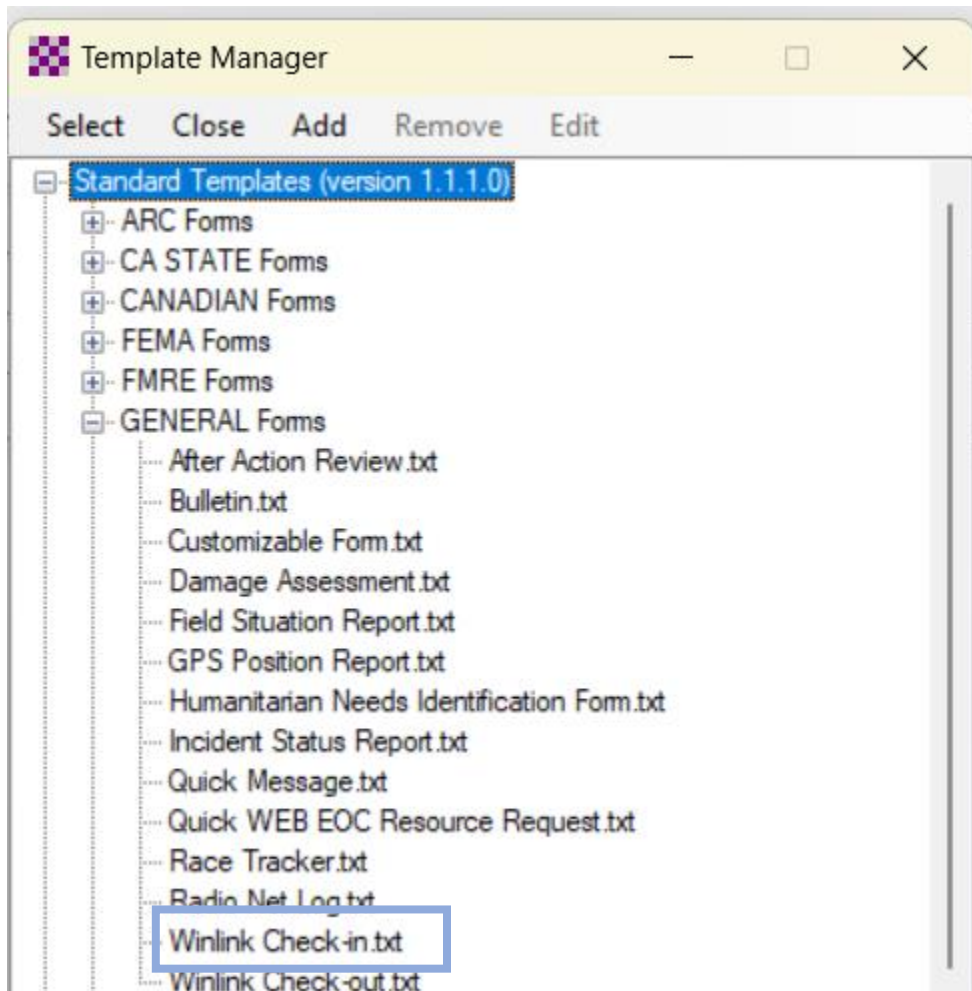 Template Manager
Select Close Add Remove Edit
Standard Templates (version 1.1.1.0)
ARC Forms
CA STATE Forms
CANADIAN Forms
FEMA Forms
FMRE Forms
GENERAL Forms
After Action Review.txt
Bulletin.txt
Customizable Form.txt
Damage Assessment.txt
Field Situation Report.txt
GPS Position Report.txt
Humanitarian Needs Identification Form.txt
Incident Status Report.txt
Quick Message.txt
Quick WEB EOC Resource Request.txt
Race Tracker.txt
Radio Net Log.txt
Winlink Check-in.txt
Winlink Check-out.txt